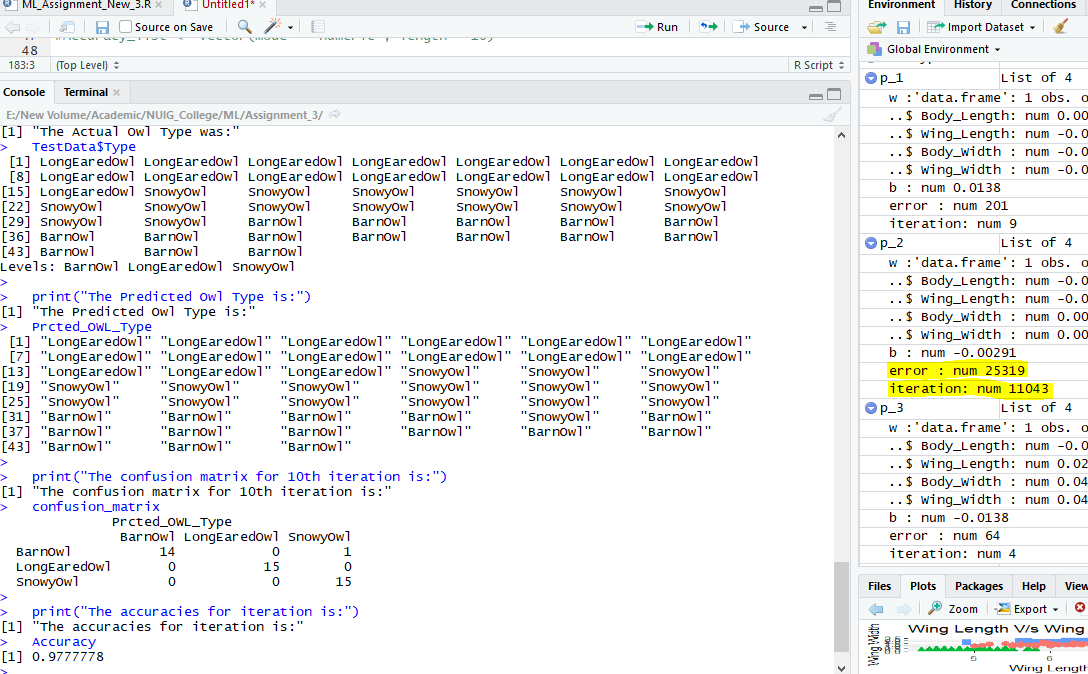 ML_Assignment_New_3.R × Untitled1* ×
Source on Save
Run
Source
48
183:3 (Top Level) R Script
Console Terminal ×
E:/New Volume/Academic/NUIG_College/ML/Assignment_3/
[1] "The Actual Owl Type was:"
> TestData$Type
[1] LongEaredOwl LongEaredOwl LongEaredOwl LongEaredOwl LongEaredOwl LongEaredOwl LongEaredOwl
[8] LongEaredOwl LongEaredOwl LongEaredOwl LongEaredOwl LongEaredOwl LongEaredOwl LongEaredOwl
[15] LongEaredOwl SnowyOwl SnowyOwl SnowyOwl SnowyOwl SnowyOwl SnowyOwl
[22] SnowyOwl SnowyOwl SnowyOwl SnowyOwl SnowyOwl SnowyOwl SnowyOwl
[29] SnowyOwl SnowyOwl BarnOwl BarnOwl BarnOwl BarnOwl BarnOwl
[36] BarnOwl BarnOwl BarnOwl BarnOwl BarnOwl BarnOwl BarnOwl
[43] BarnOwl BarnOwl BarnOwl
Levels: BarnOwl LongEaredOwl SnowyOwl
>
> print("The Predicted Owl Type is:")
[1] "The Predicted Owl Type is:"
> Prcted_OWL_Type
[1] "LongEaredOwl" "LongEaredOwl" "LongEaredOwl" "LongEaredOwl" "LongEaredOwl" "LongEaredOwl"
[7] "LongEaredOwl" "LongEaredOwl" "LongEaredOwl" "LongEaredOwl" "LongEaredOwl" "LongEaredOwl"
[13] "LongEaredOwl" "LongEaredOwl" "LongEaredOwl" "SnowyOwl" "SnowyOwl" "SnowyOwl"
[19] "SnowyOwl" "SnowyOwl" "SnowyOwl" "SnowyOwl" "SnowyOwl" "SnowyOwl"
[25] "SnowyOwl" "SnowyOwl" "SnowyOwl" "SnowyOwl" "SnowyOwl" "SnowyOwl"
[31] "BarnOwl" "BarnOwl" "BarnOwl" "BarnOwl" "SnowyOwl" "BarnOwl"
[37] "BarnOwl" "BarnOwl" "BarnOwl" "BarnOwl" "BarnOwl" "BarnOwl"
[43] "BarnOwl" "BarnOwl" "BarnOwl"
>
> print("The confusion matrix for 10th iteration is:")
[1] "The confusion matrix for 10th iteration is:"
> confusion_matrix
Prcted_OWL_Type
BarnOwl LongEaredOwl SnowyOwl
BarnOwl 14 0 1
LongEaredOwl 0 15 0
SnowyOwl 0 0 15
>
> print("The accuracies for iteration is:")
[1] "The accuracies for iteration is:"
> Accuracy
[1] 0.9777778
>
Environment History Connections
Import Dataset
Global Environment
p_1 List of 4
w :'data.frame': 1 obs. o
..$ Body_Length: num 0.00
..$ Wing_Length: num -0.0
..$ Body_Width : num -0.0
..$ Wing_Width : num -0.0
b : num 0.0138
error : num 201
iteration: num 9
p_2 List of 4
w :'data.frame': 1 obs. o
..$ Body_Length: num -0.0
..$ Wing_Length: num -0.0
..$ Body_Width : num 0.00
..$ Wing_Width : num 0.00
b : num -0.00291
error : num 25319
iteration: num 11043
p_3 List of 4
w :'data.frame': 1 obs. o
..$ Body_Length: num -0.0
..$ Wing_Length: num 0.02
..$ Body_Width : num 0.04
..$ Wing_Width : num 0.04
b : num -0.0138
error : num 64
iteration: num 4
Files Plots Packages Help View
Zoom Export
Wing Length V/s Wing
Wing Width
5 6
Wing Length